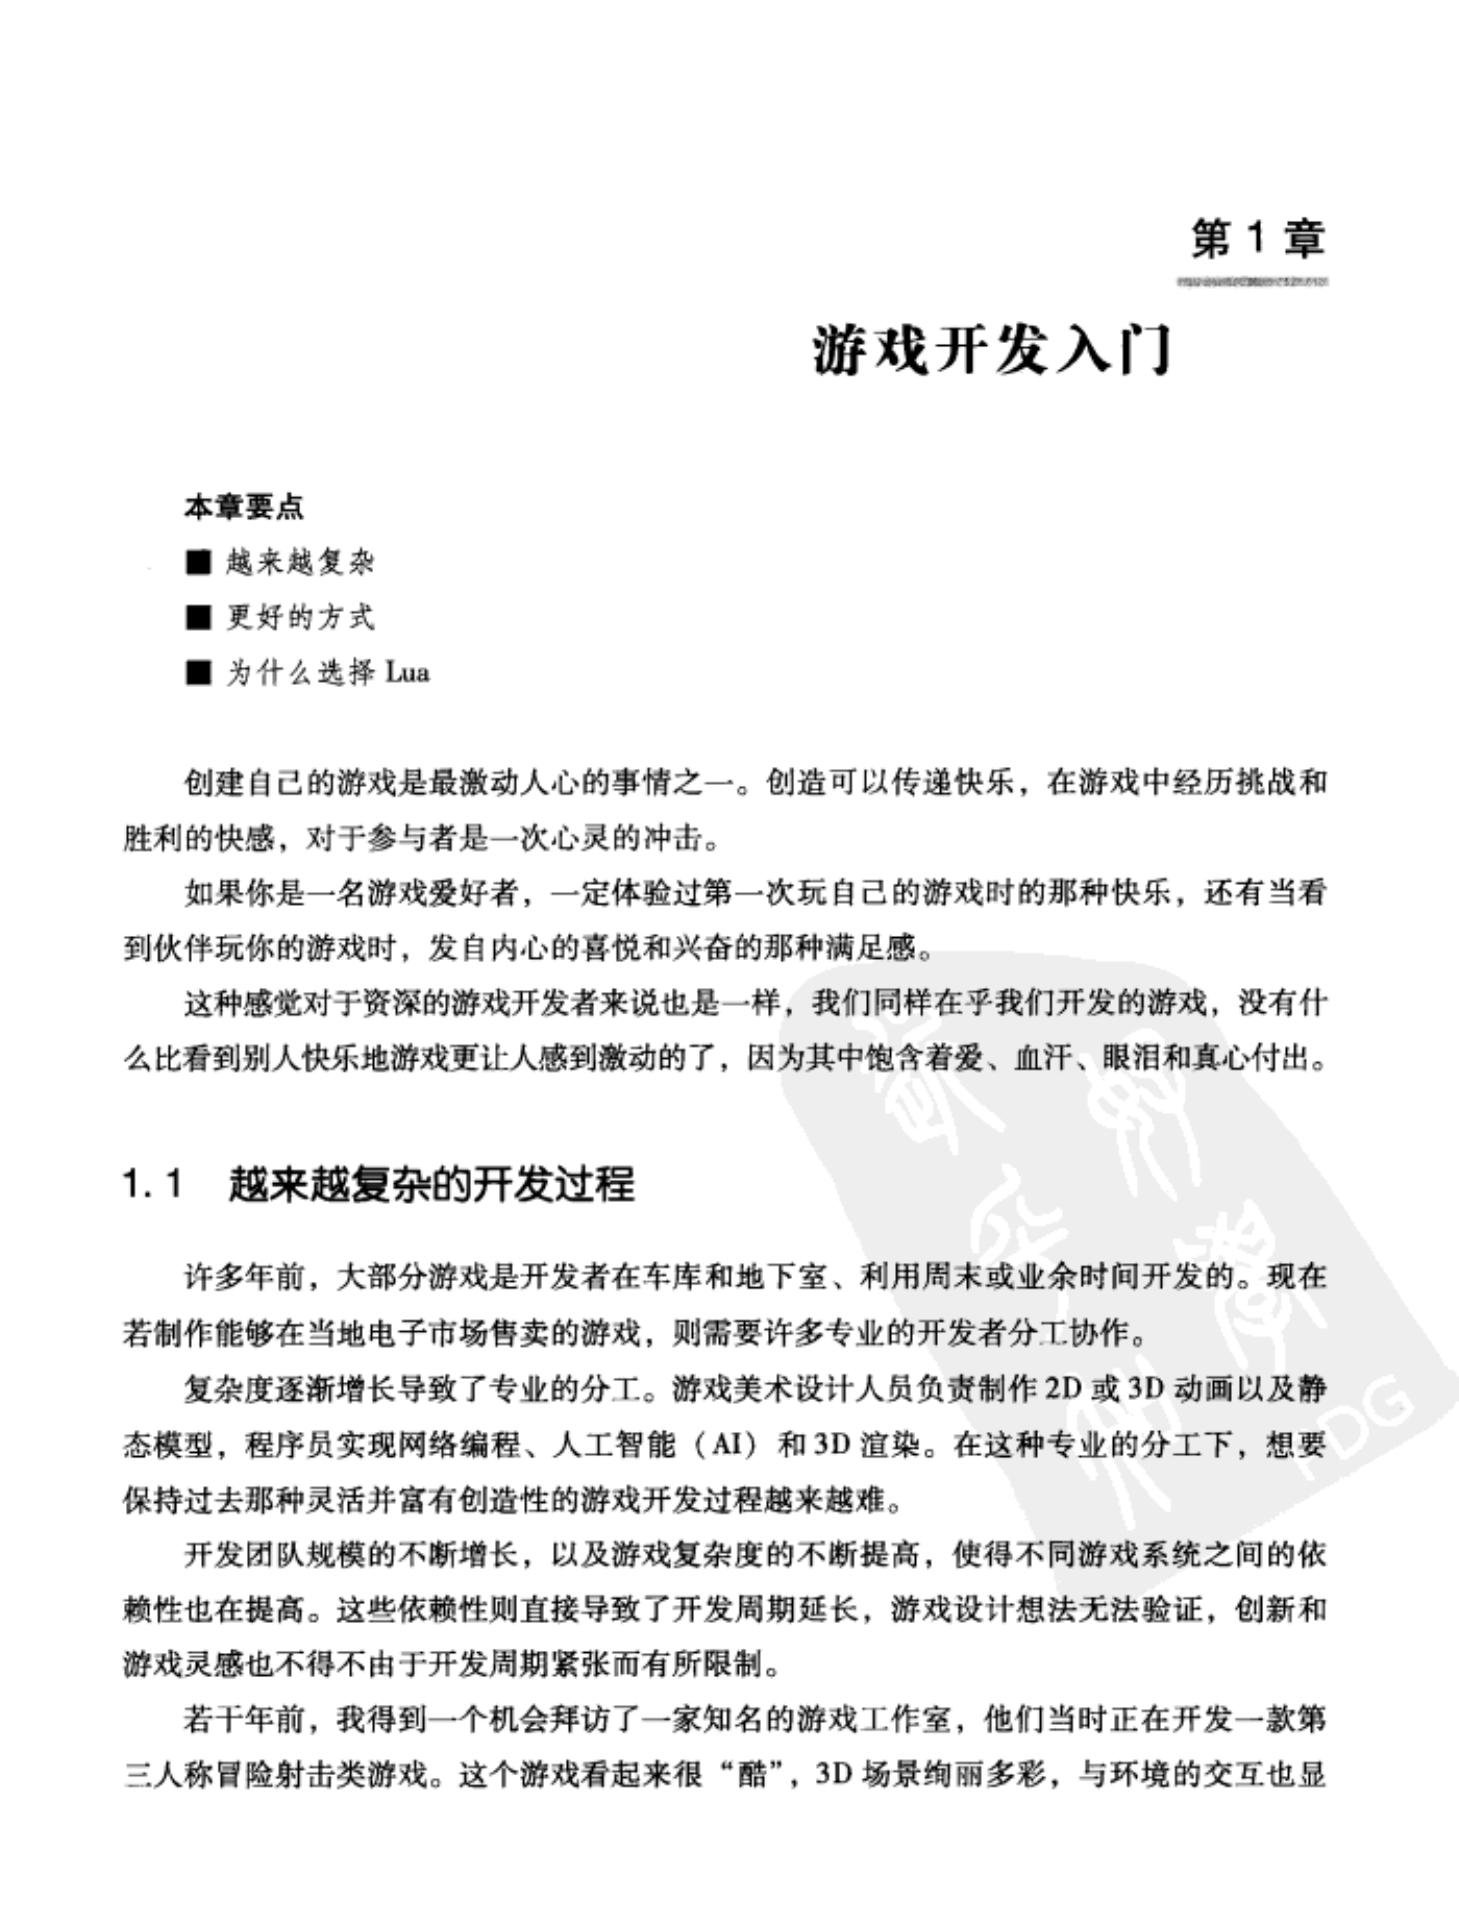 第 1 章
游戏开发入门
本章要点
■ 越来越复杂
■ 更好的方式
■ 为什么选择 Lua
创建自己的游戏是最激动人心的事情之一。创造可以传递快乐，在游戏中经历挑战和
胜利的快感，对于参与者是一次心灵的冲击。
如果你是一名游戏爱好者，一定体验过第一次玩自己的游戏时的那种快乐，还有当看
到伙伴玩你的游戏时，发自内心的喜悦和兴奋的那种满足感。
这种感觉对于资深的游戏开发者来说也是一样，我们同样在乎我们开发的游戏，没有什
么比看到别人快乐地游戏更让人感到激动的了，因为其中饱含着爱、血汗、眼泪和真心付出。
1.1 越来越复杂的开发过程
许多年前，大部分游戏是开发者在车库和地下室、利用周末或业余时间开发的。现在
若制作能够在当地电子市场售卖的游戏，则需要许多专业的开发者分工协作。
复杂度逐渐增长导致了专业的分工。游戏美术设计人员负责制作 2D 或 3D 动画以及静
态模型，程序员实现网络编程、人工智能（AI）和 3D 渲染。在这种专业的分工下，想要
保持过去那种灵活并富有创造性的游戏开发过程越来越难。
开发团队规模的不断增长，以及游戏复杂度的不断提高，使得不同游戏系统之间的依
赖性也在提高。这些依赖性则直接导致了开发周期延长，游戏设计想法无法验证，创新和
游戏灵感也不得不由于开发周期紧张而有所限制。
若干年前，我得到一个机会拜访了一家知名的游戏工作室，他们当时正在开发一款第
三人称冒险射击类游戏。这个游戏看起来很“酷”，3D 场景绚丽多彩，与环境的交互也显